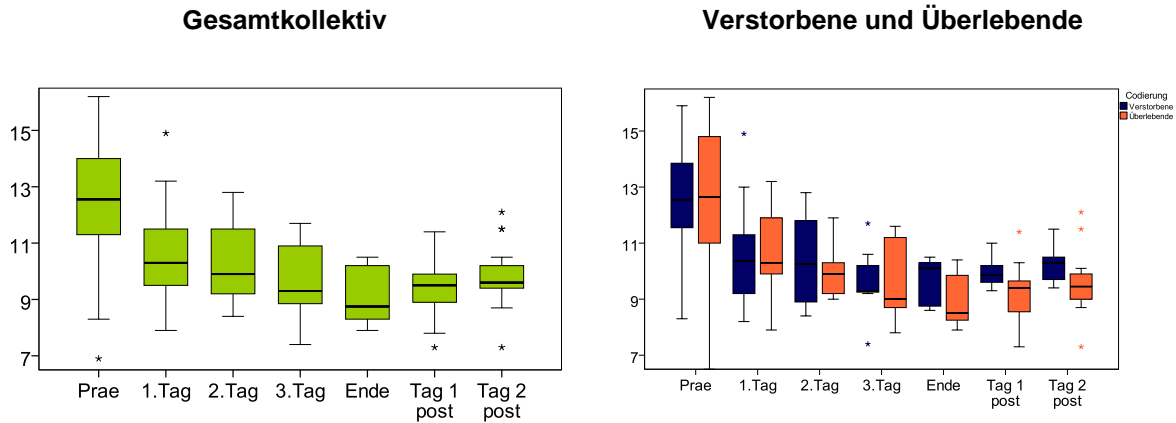 Gesamtkollektiv
Verstorbene und Überlebende
15
13
11
9
7
Prae 1.Tag 2.Tag 3.Tag Ende Tag 1 post Tag 2 post
Codierung
Verstorbene
Überlebende
15
13
11
9
7
Prae 1.Tag 2.Tag 3.Tag Ende Tag 1 post Tag 2 post